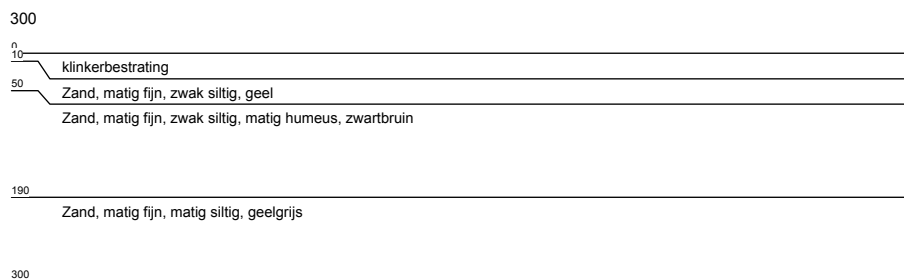 300
0
10
klinkerbestrating
50
Zand, matig fijn, zwak siltig, geel
Zand, matig fijn, zwak siltig, matig humeus, zwartbruin
190
Zand, matig fijn, matig siltig, geelgrijs
300